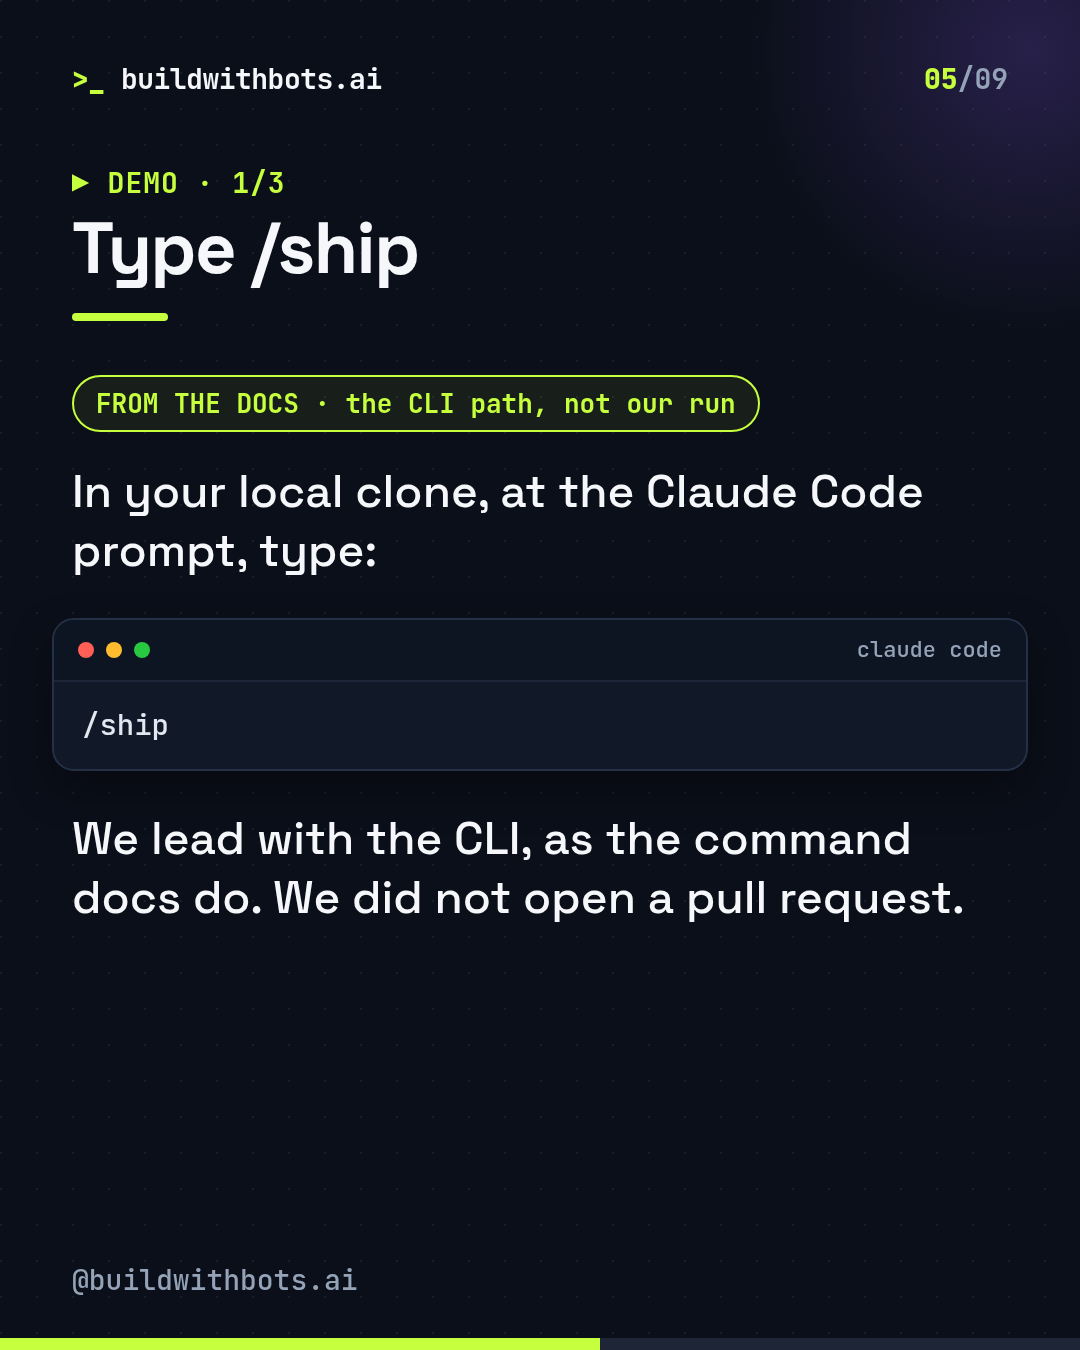 >_ buildwithbots.ai
05/09
▶ DEMO · 1/3
Type /ship
FROM THE DOCS · the CLI path, not our run
In your local clone, at the Claude Code
prompt, type:
claude code
/ship
We lead with the CLI, as the command
docs do. We did not open a pull request.
@buildwithbots.ai